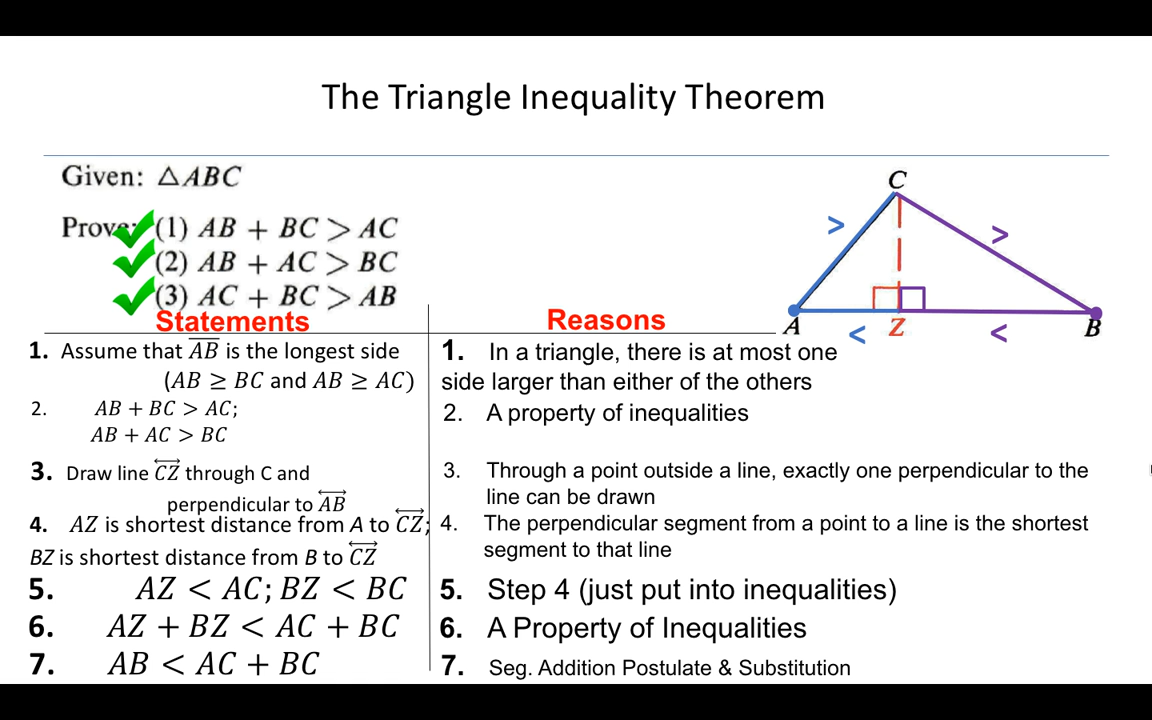 The Triangle Inequality Theorem
Given: △ABC
Prove: (1) AB + BC > AC
(2) AB + AC > BC
(3) AC + BC > AB
C
>
>
A
<
Z
<
B
Statements
Reasons
1. Assume that \overline{AB} is the longest side
(AB ≥ BC and AB ≥ AC)
1. In a triangle, there is at most one
side larger than either of the others
2. AB + BC > AC;
AB + AC > BC
2. A property of inequalities
3. Draw line \overleftrightarrow{CZ} through C and
perpendicular to \overleftrightarrow{AB}
3. Through a point outside a line, exactly one perpendicular to the
line can be drawn
4. AZ is shortest distance from A to \overleftrightarrow{CZ};
BZ is shortest distance from B to \overleftrightarrow{CZ}
4. The perpendicular segment from a point to a line is the shortest
segment to that line
5. AZ < AC; BZ < BC
5. Step 4 (just put into inequalities)
6. AZ + BZ < AC + BC
6. A Property of Inequalities
7. AB < AC + BC
7. Seg. Addition Postulate & Substitution